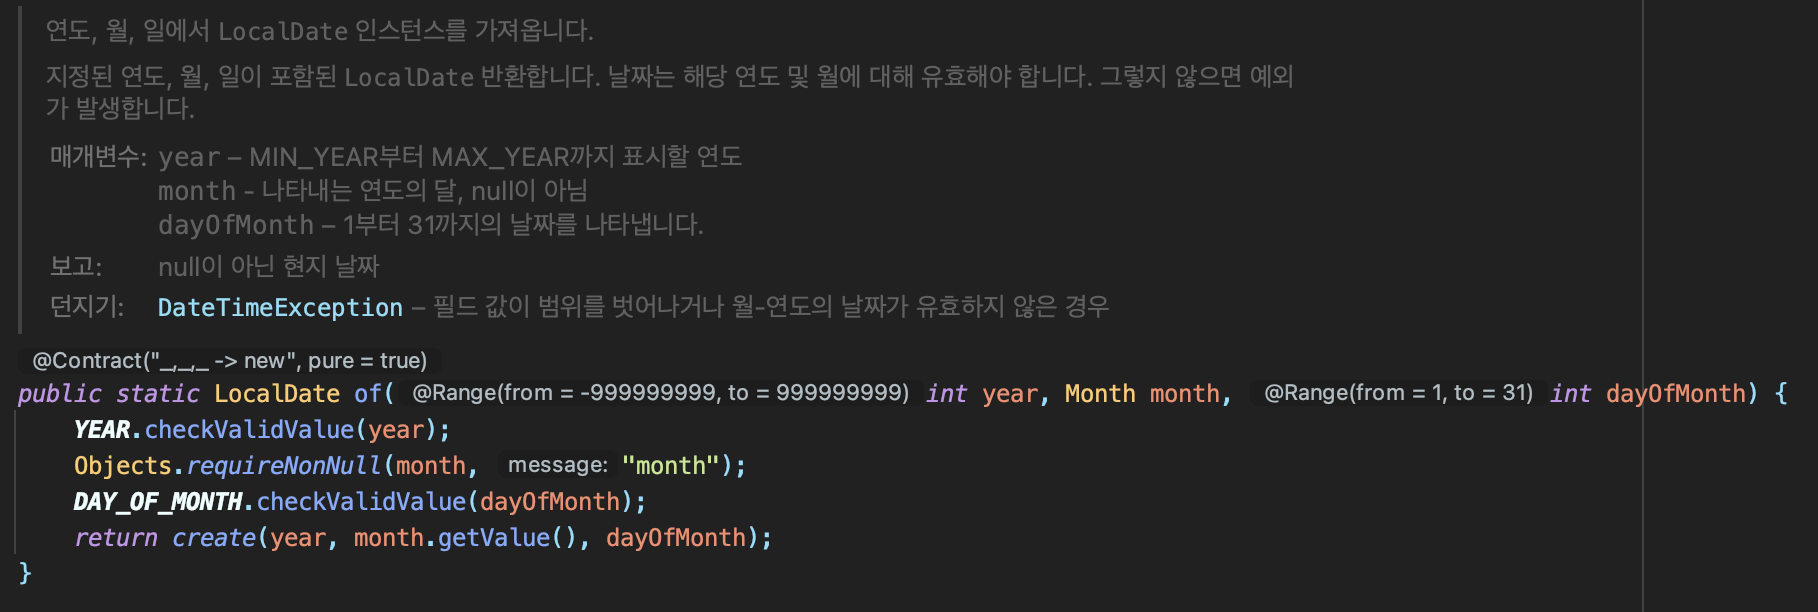 연도, 월, 일에서 LocalDate 인스턴스를 가져옵니다.
지정된 연도, 월, 일이 포함된 LocalDate 반환합니다. 날짜는 해당 연도 및 월에 대해 유효해야 합니다. 그렇지 않으면 예외
가 발생합니다.
매개변수: year – MIN_YEAR부터 MAX_YEAR까지 표시할 연도
month - 나타내는 연도의 달, null이 아님
dayOfMonth – 1부터 31까지의 날짜를 나타냅니다.
보고: null이 아닌 현지 날짜
던지기: DateTimeException – 필드 값이 범위를 벗어나거나 월-연도의 날짜가 유효하지 않은 경우
@Contract("_,_,_ -> new", pure = true)
public static LocalDate of( @Range(from = -999999999, to = 999999999) int year, Month month, @Range(from = 1, to = 31) int dayOfMonth) {
YEAR.checkValidValue(year);
Objects.requireNonNull(month, message: "month");
DAY_OF_MONTH.checkValidValue(dayOfMonth);
return create(year, month.getValue(), dayOfMonth);
}